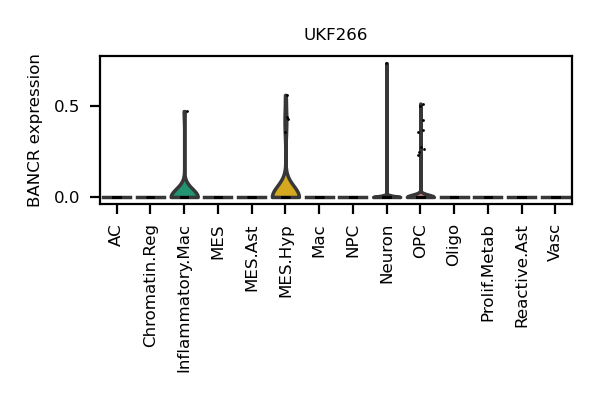 UKF266
BANCR expression
0.5
0.0
AC
Chromatin.Reg
Inflammatory.Mac
MES
MES.Ast
MES.Hyp
Mac
NPC
Neuron
OPC
Oligo
Prolif.Metab
Reactive.Ast
Vasc